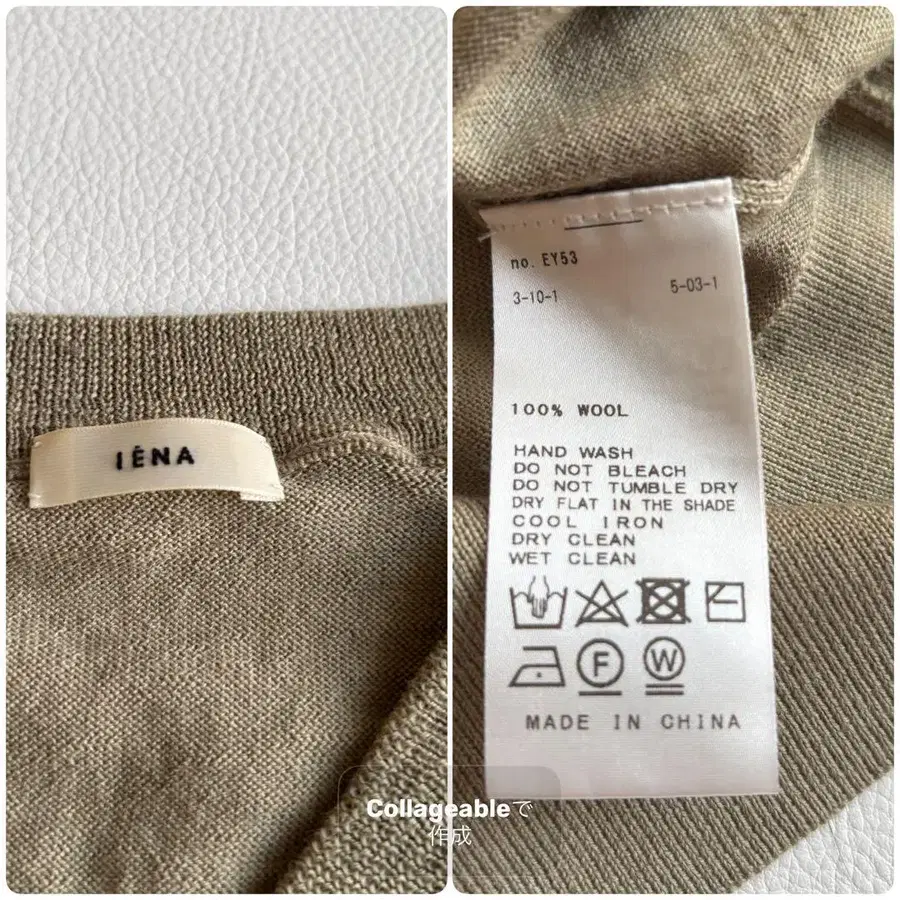 IÉNA
no. EY53
3-10-1 5-03-1
100% WOOL
HAND WASH
DO NOT BLEACH
DO NOT TUMBLE DRY
DRY FLAT IN THE SHADE
COOL IRON
DRY CLEAN
WET CLEAN
F W
MADE IN CHINA
Collageableで
作成